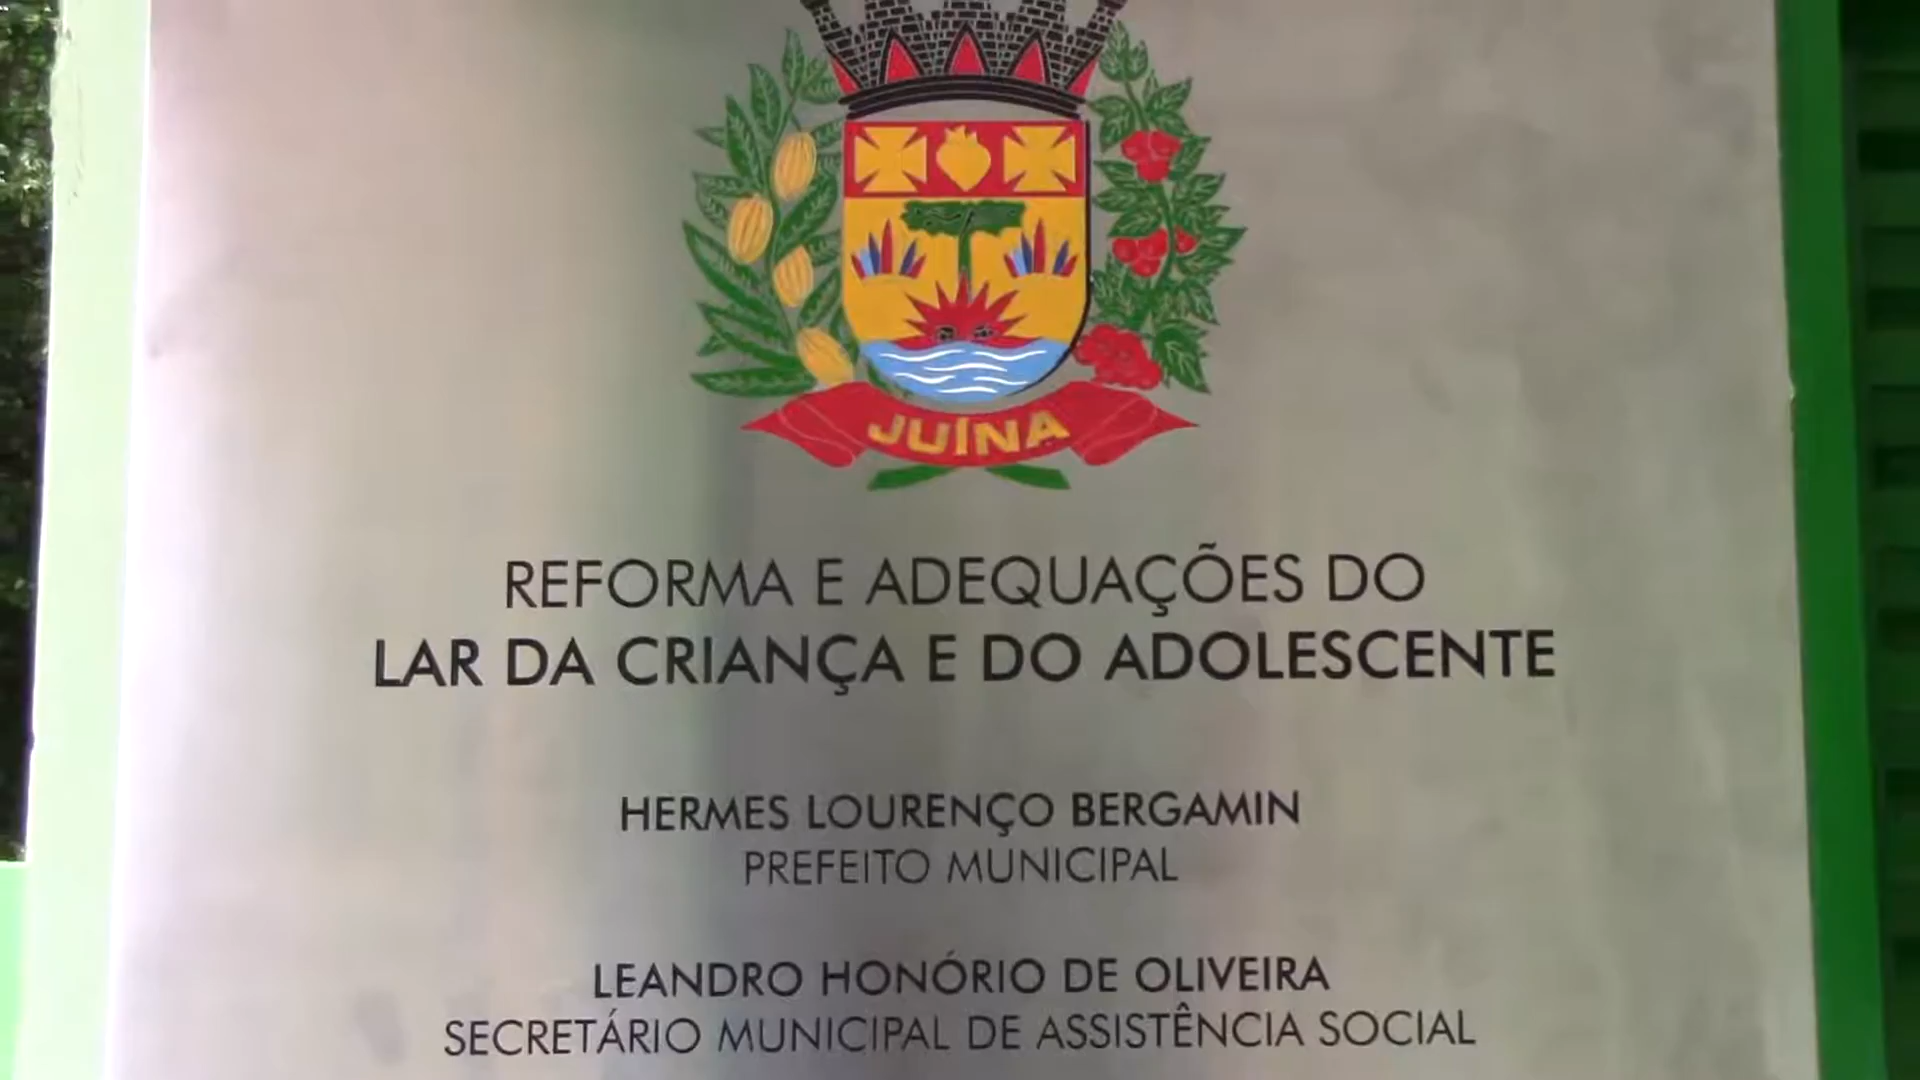 JUÍNA
REFORMA E ADEQUAÇÕES DO
LAR DA CRIANÇA E DO ADOLESCENTE
HERMES LOURENÇO BERGAMIN
PREFEITO MUNICIPAL
LEANDRO HONÓRIO DE OLIVEIRA
SECRETÁRIO MUNICIPAL DE ASSISTÊNCIA SOCIAL